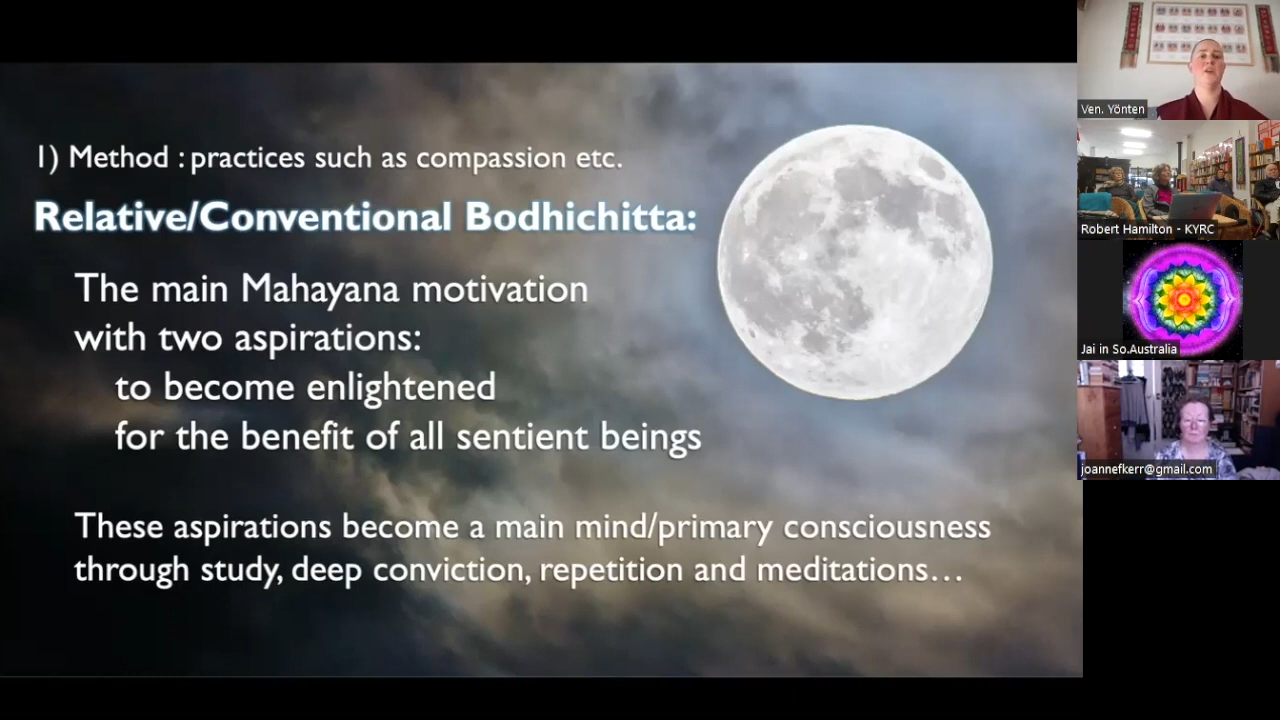 1) Method : practices such as compassion etc.
Relative/Conventional Bodhichitta:
The main Mahayana motivation
with two aspirations:
to become enlightened
for the benefit of all sentient beings
These aspirations become a main mind/primary consciousness
through study, deep conviction, repetition and meditations…
Ven. Yönten
Robert Hamilton - KYRC
Jai in So.Australia
joannefkerr@gmail.com